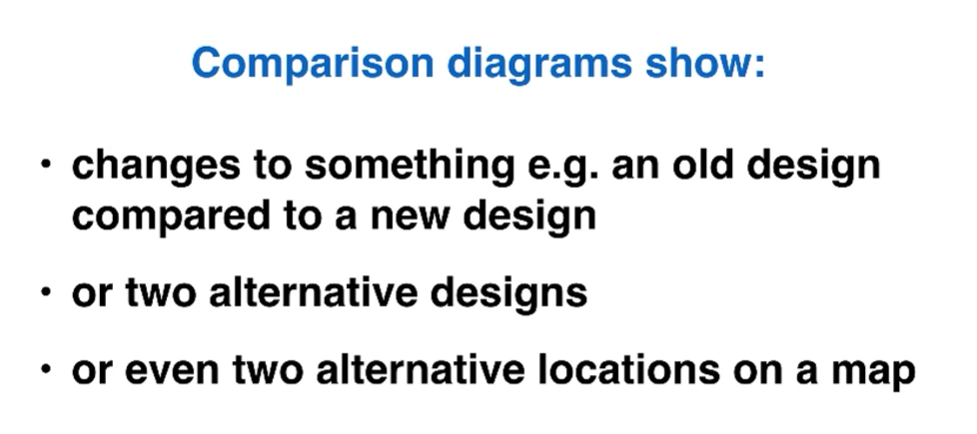 Comparison diagrams show:
• changes to something e.g. an old design
compared to a new design
• or two alternative designs
• or even two alternative locations on a map